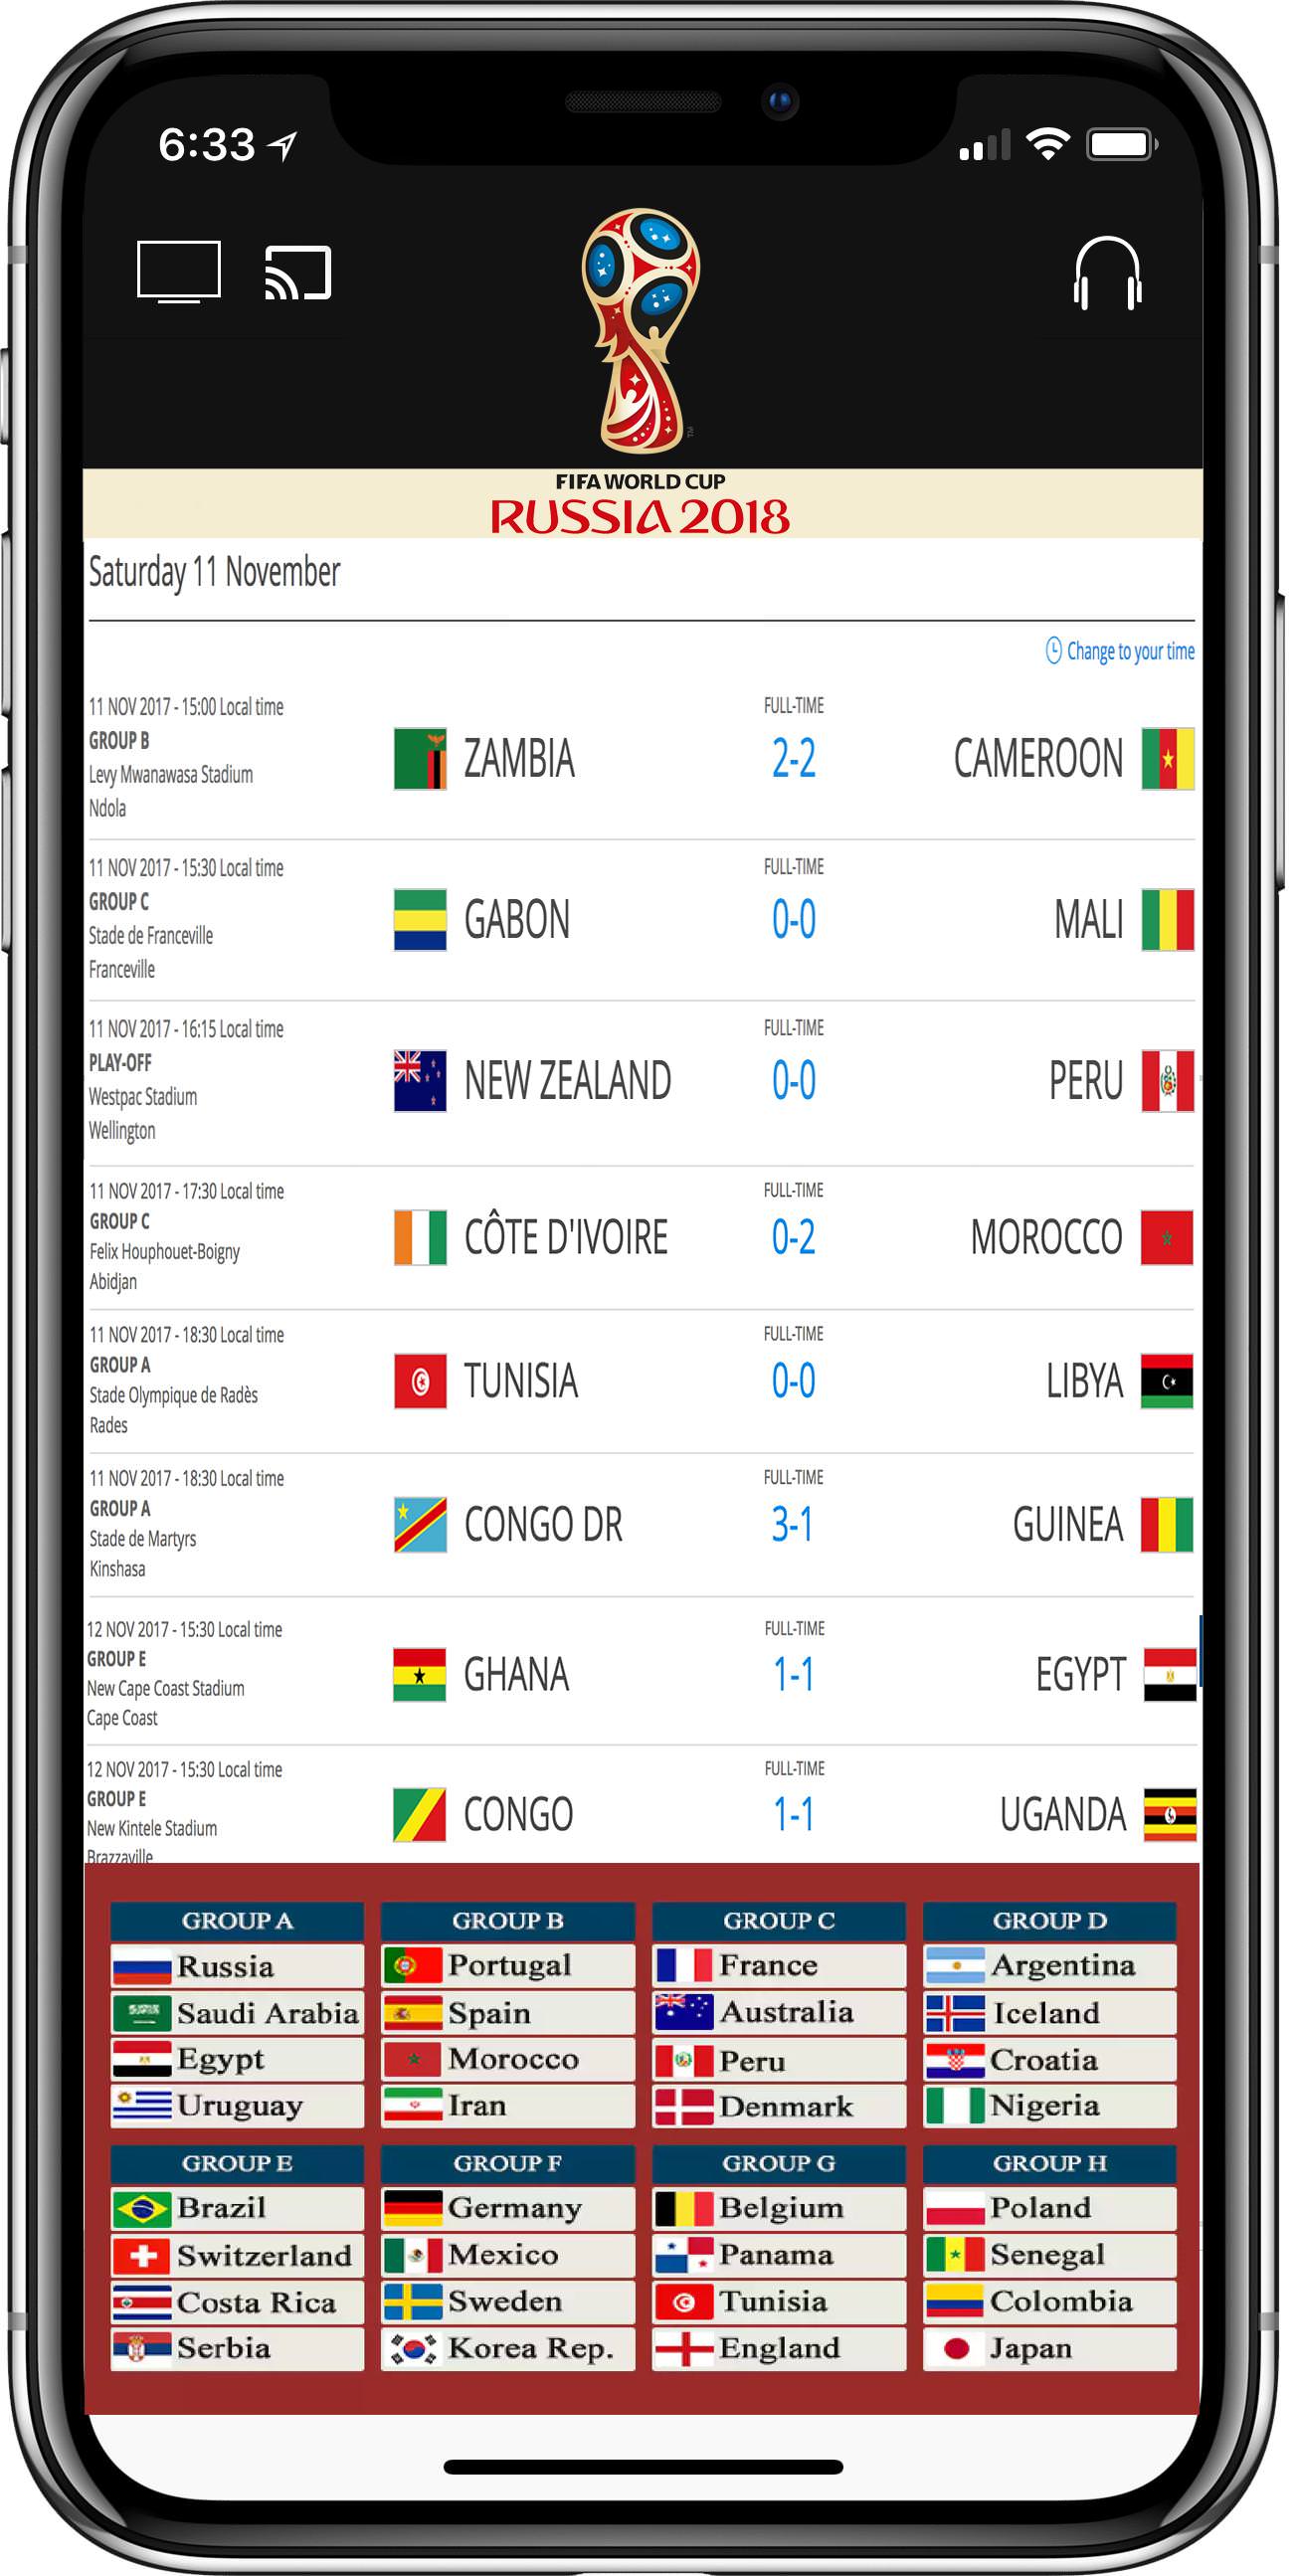 6:33
FIFA WORLD CUP
RUSSIA 2018
Saturday 11 November
Change to your time
11 NOV 2017 - 15:00 Local time
GROUP B
Levy Mwanawasa Stadium
Ndola
ZAMBIA
FULL-TIME
2-2
CAMEROON
11 NOV 2017 - 15:30 Local time
GROUP C
Stade de Franceville
Franceville
GABON
FULL-TIME
0-0
MALI
11 NOV 2017 - 16:15 Local time
PLAY-OFF
Westpac Stadium
Wellington
NEW ZEALAND
FULL-TIME
0-0
PERU
11 NOV 2017 - 17:30 Local time
GROUP C
Felix Houphouet-Boigny
Abidjan
CÔTE D'IVOIRE
FULL-TIME
0-2
MOROCCO
11 NOV 2017 - 18:30 Local time
GROUP A
Stade Olympique de Radès
Rades
TUNISIA
FULL-TIME
0-0
LIBYA
11 NOV 2017 - 18:30 Local time
GROUP A
Stade de Martyrs
Kinshasa
CONGO DR
FULL-TIME
3-1
GUINEA
12 NOV 2017 - 15:30 Local time
GROUP E
New Cape Coast Stadium
Cape Coast
GHANA
FULL-TIME
1-1
EGYPT
12 NOV 2017 - 15:30 Local time
GROUP E
New Kintele Stadium
Brazzaville
CONGO
FULL-TIME
1-1
UGANDA
GROUP A
Russia
Saudi Arabia
Egypt
Uruguay
GROUP B
Portugal
Spain
Morocco
Iran
GROUP C
France
Australia
Peru
Denmark
GROUP D
Argentina
Iceland
Croatia
Nigeria
GROUP E
Brazil
Switzerland
Costa Rica
Serbia
GROUP F
Germany
Mexico
Sweden
Korea Rep.
GROUP G
Belgium
Panama
Tunisia
England
GROUP H
Poland
Senegal
Colombia
Japan